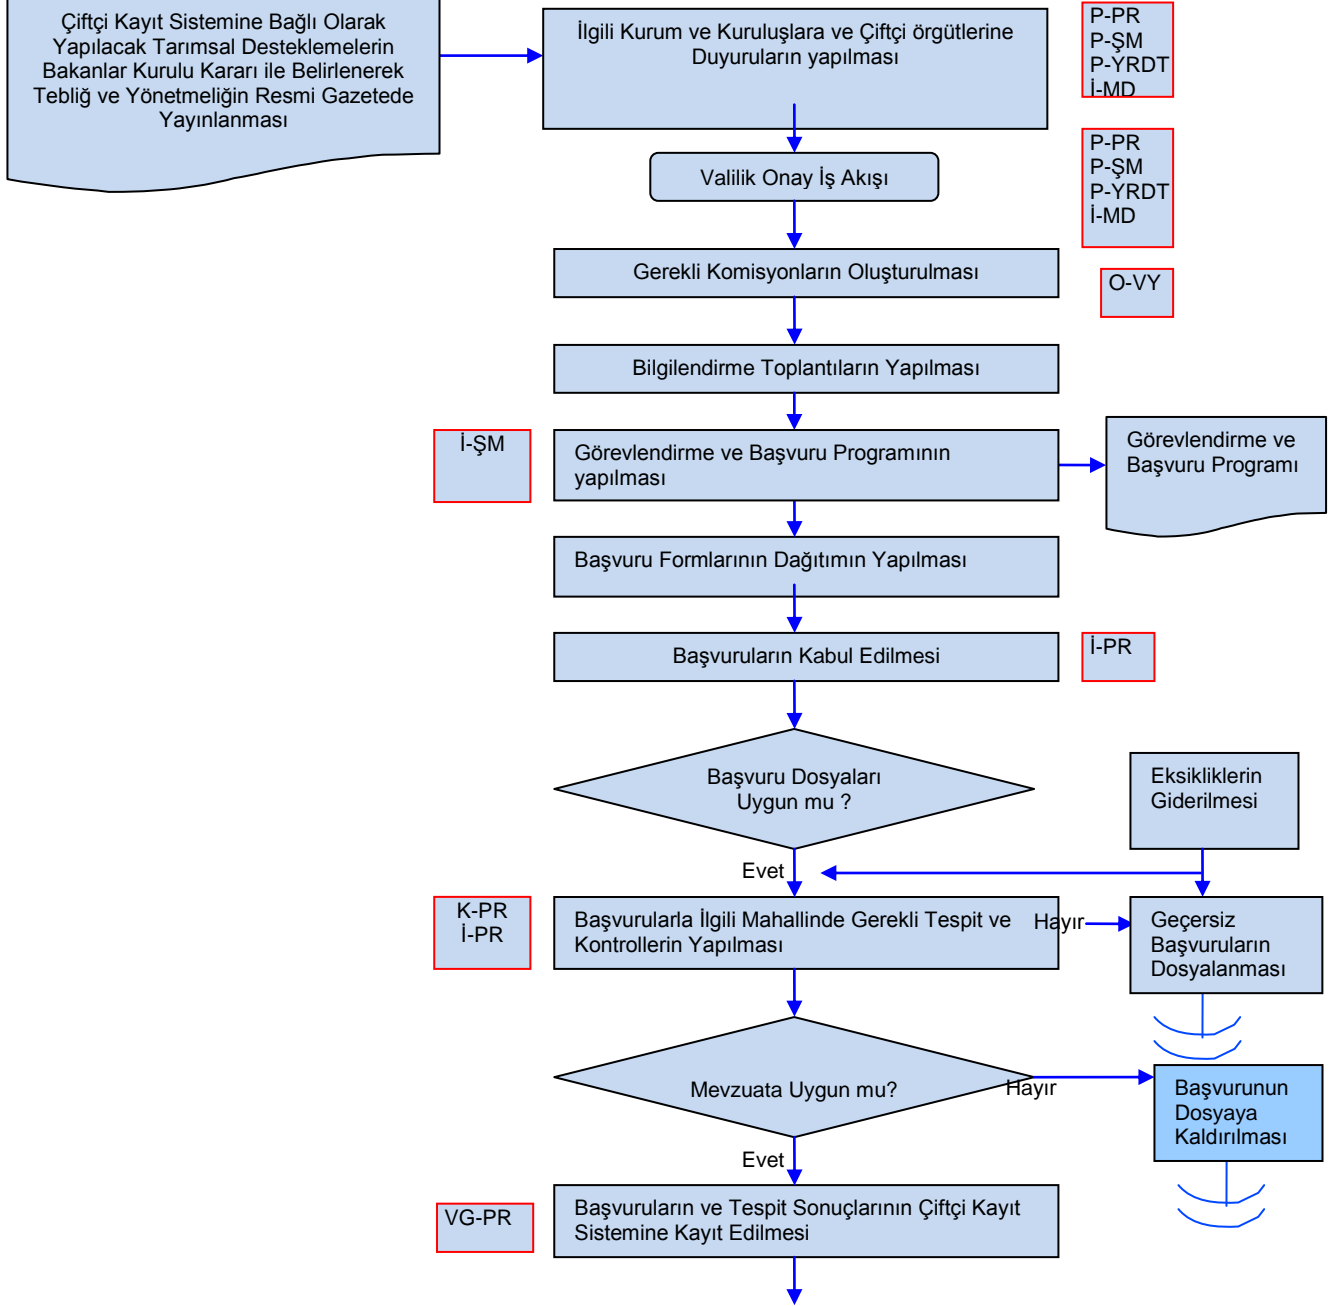 Çiftçi Kayıt Sistemine Bağlı Olarak
Yapılacak Tarımsal Desteklemelerin
Bakanlar Kurulu Kararı ile Belirlenerek
Tebliğ ve Yönetmeliğin Resmi Gazetede
Yayınlanması
İlgili Kurum ve Kuruluşlara ve Çiftçi örgütlerine
Duyuruların yapılması
P-PR
P-ŞM
P-YRDT
İ-MD
Valilik Onay İş Akışı
P-PR
P-ŞM
P-YRDT
İ-MD
Gerekli Komisyonların Oluşturulması
O-VY
Bilgilendirme Toplantıların Yapılması
İ-ŞM
Görevlendirme ve Başvuru Programının
yapılması
Görevlendirme ve
Başvuru Programı
Başvuru Formlarının Dağıtımın Yapılması
Başvuruların Kabul Edilmesi
İ-PR
Başvuru Dosyaları
Uygun mu ?
Eksikliklerin
Giderilmesi
Evet
K-PR
İ-PR
Başvurularla İlgili Mahallinde Gerekli Tespit ve
Kontrollerin Yapılması
Hayır
Geçersiz
Başvuruların
Dosyalanması
Mevzuata Uygun mu?
Hayır
Başvurunun
Dosyaya
Kaldırılması
Evet
VG-PR
Başvuruların ve Tespit Sonuçlarının Çiftçi Kayıt
Sistemine Kayıt Edilmesi